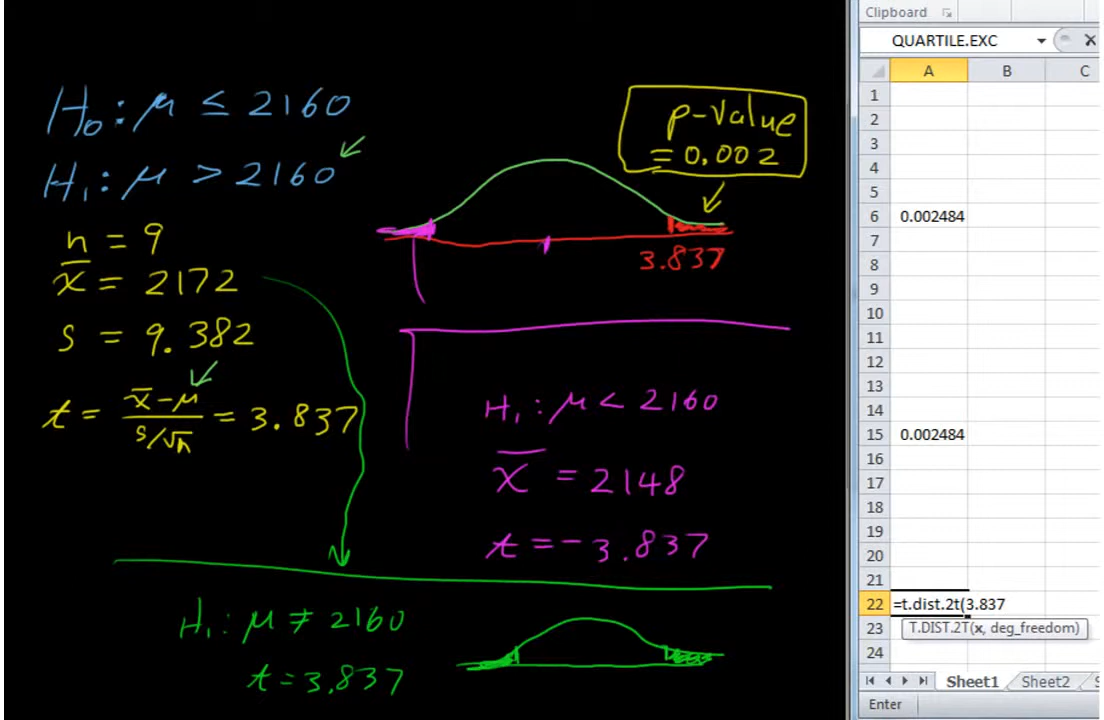 H₀: μ ≤ 2160
H₁: μ > 2160
n = 9
x̄ = 2172
s = 9.382
t = x̄-μ / s/√n = 3.837
p-value
= 0.002
3.837
H₁: μ < 2160
x̄ = 2148
t = -3.837
H₁: μ ≠ 2160
t = 3.837
Clipboard
QUARTILE.EXC
A B C
1
2
3
4
5
6 0.002484
7
8
9
10
11
12
13
14
15 0.002484
16
17
18
19
20
21
22 =t.dist.2t(3.837
23 T.DIST.2T(x, deg_freedom)
24
Sheet1 Sheet2 S
Enter